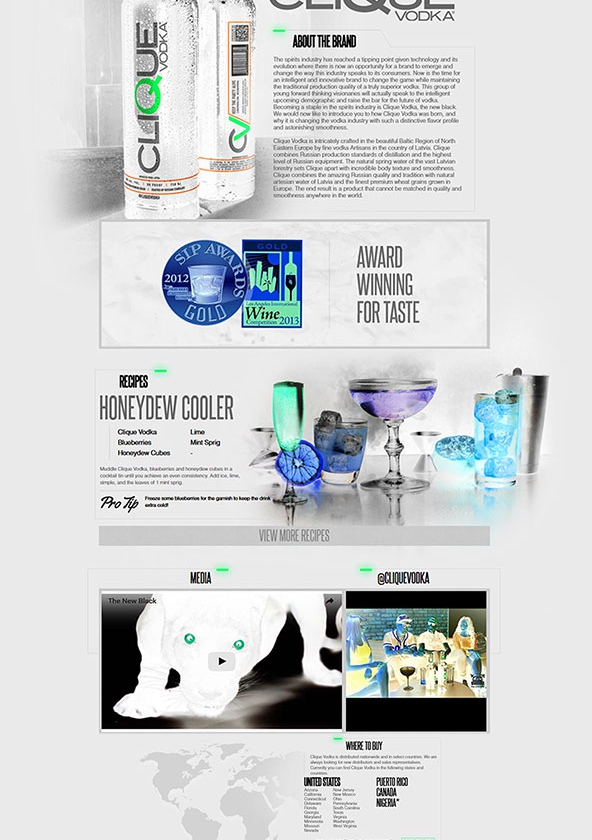 CLIQUE
VODKA
CLIQUE
VODKA
ABOUT THE BRAND
The spirits industry has reached a tipping point given technology and its
evolution where there is now an opportunity for a brand to emerge and
change the way this industry speaks to its consumers. Now is the time for
an intelligent and innovative brand to change the game while maintaining
the traditional production quality of a truly superior vodka. This group of
young forward thinking visionaries will actually speak to the intelligent
upcoming demographic and raise the bar for the future of vodka.
Becoming a staple in the spirits industry is Clique Vodka, the new black.
We would now like to introduce you to how Clique Vodka was born, and
why it is changing the vodka industry with such a distinctive flavor profile
and astonishing smoothness.
Clique Vodka is intricately crafted in the beautiful Baltic Region of North
Eastern Europe by fine vodka Artisans in the country of Latvia. Clique
combines Russian production standards of distillation and the highest
level of Russian equipment. The natural spring water of the vast Latvian
forestry sets Clique apart with incredible body texture and smoothness.
Clique combines the amazing Russian quality and tradition with natural
artesian water of Latvia and the finest premium wheat grains grown in
Europe. The end result is a product that cannot be matched in quality and
smoothness anywhere in the world.
SIP AWARDS
2012
GOLD
GOLD
Los Angeles International
Wine
Competition 2013
AWARD
WINNING
FOR TASTE
RECIPES
HONEYDEW COOLER
Clique Vodka Lime
Blueberries Mint Sprig
Honeydew Cubes -
Muddle Clique Vodka, blueberries and honeydew cubes in a
cocktail tin until you achieve an even consistency. Add ice, lime,
simple, and the leaves of 1 mint sprig.
Pro Tip Freeze some blueberries for the garnish to keep the drink
extra cold!
VIEW MORE RECIPES
MEDIA
@CLIQUEVODKA
The New Black
WHERE TO BUY
Clique Vodka is distributed nationwide and in select countries. We are
always looking for new distributors and sales representatives.
Currently you can find Clique Vodka in the following states and
countries.
UNITED STATES
Arizona New Jersey
California New Mexico
Connecticut Ohio
Delaware Pennsylvania
Florida South Carolina
Georgia Texas
Maryland Virginia
Minnesota Washington
Missouri West Virginia
Nevada
PUERTO RICO
CANADA
NIGERIA*